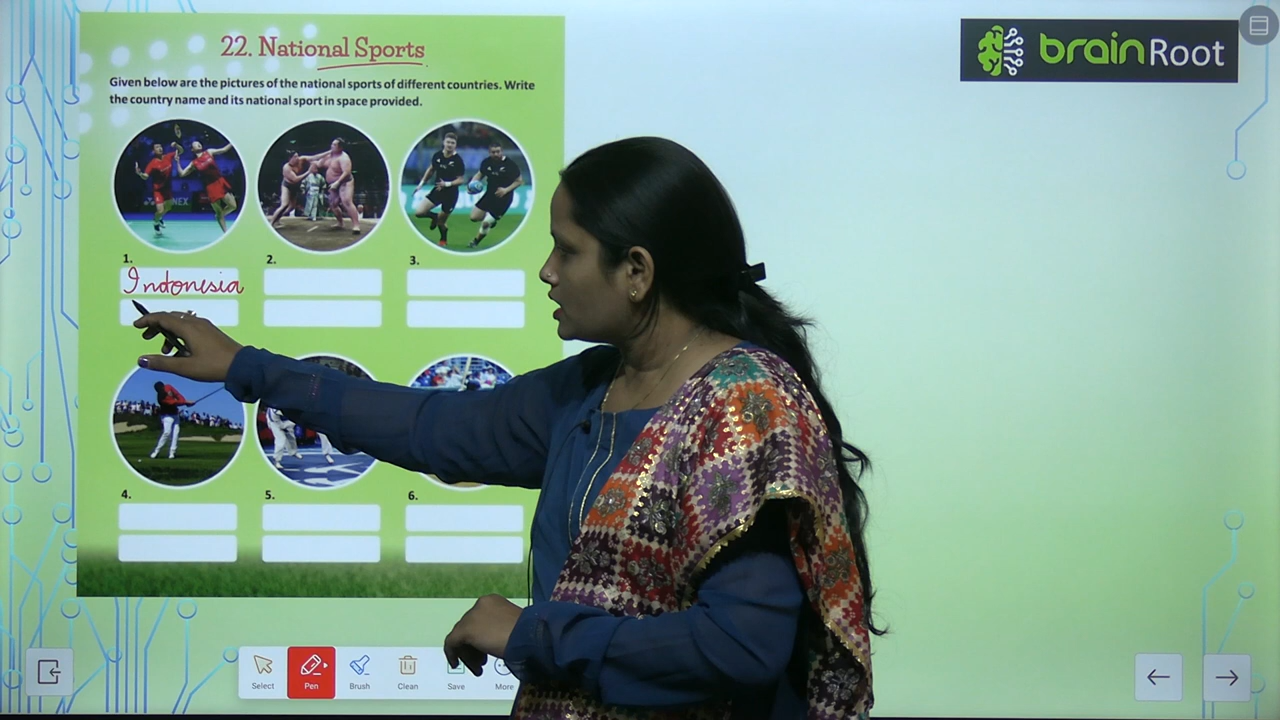 brainRoot
22. National Sports
Given below are the pictures of the national sports of different countries. Write
the country name and its national sport in space provided.
1.
2.
3.
Indonesia
4.
5.
6.
Select
Pen
Brush
Clean
Save
More